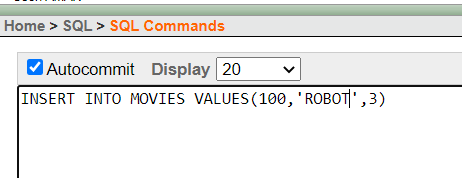 Home > SQL > SQL Commands
Autocommit Display 20
INSERT INTO MOVIES VALUES(100,'ROBOT',3)